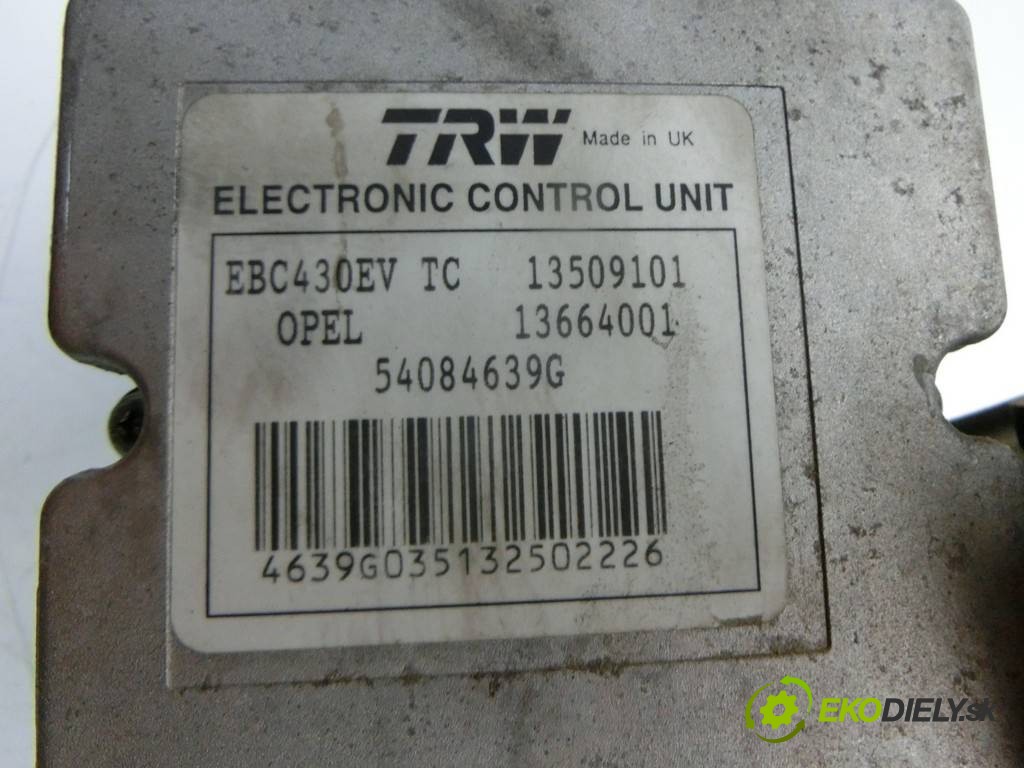 TRW Made in UK
ELECTRONIC CONTROL UNIT
EBC430EV TC 13509101
OPEL 13664001
54084639G
4639G035132502226
EKODIELY.sk